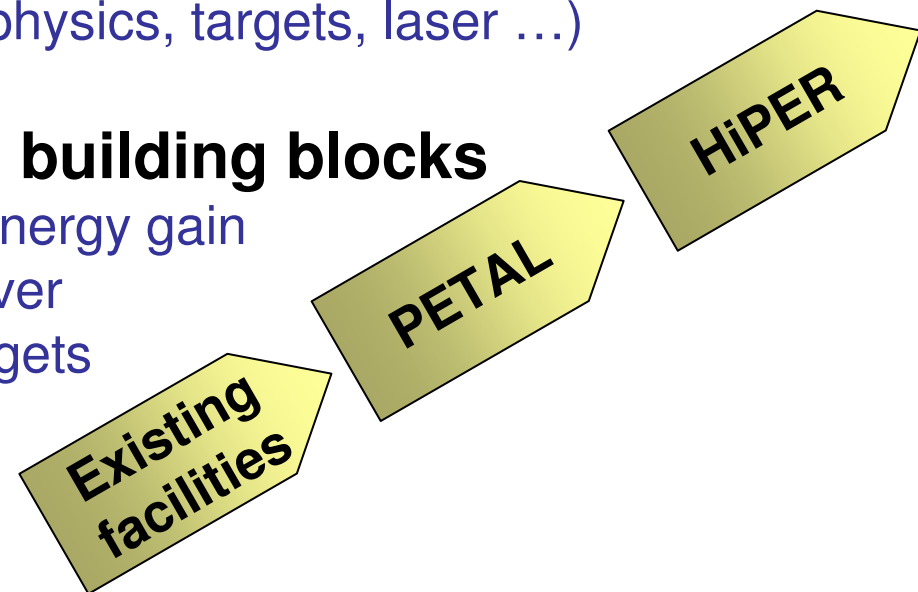 physics, targets, laser …)
HiPER
building blocks
nergy gain
PETAL
ver
gets
Existing
facilities